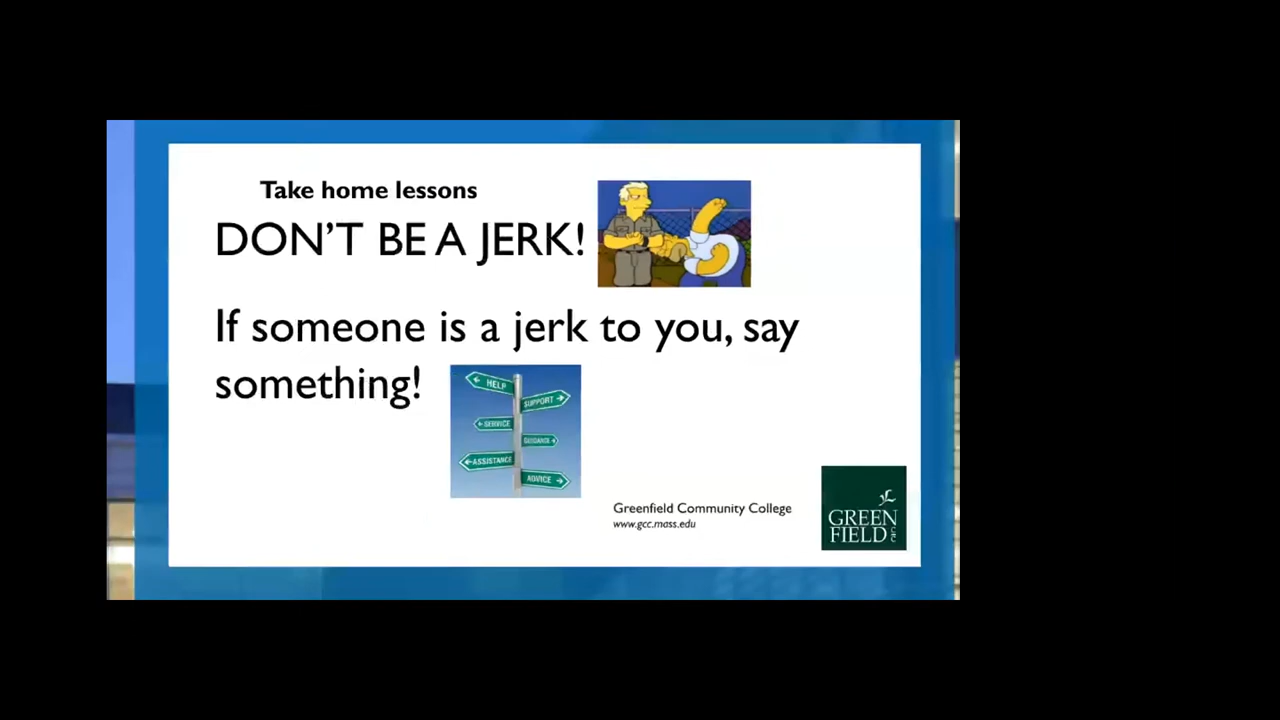 Take home lessons
DON'T BE A JERK!
If someone is a jerk to you, say
something!
HELP
SUPPORT
SERVICE
GUIDANCE
ASSISTANCE
ADVICE
Greenfield Community College
www.gcc.mass.edu
GREEN
FIELD